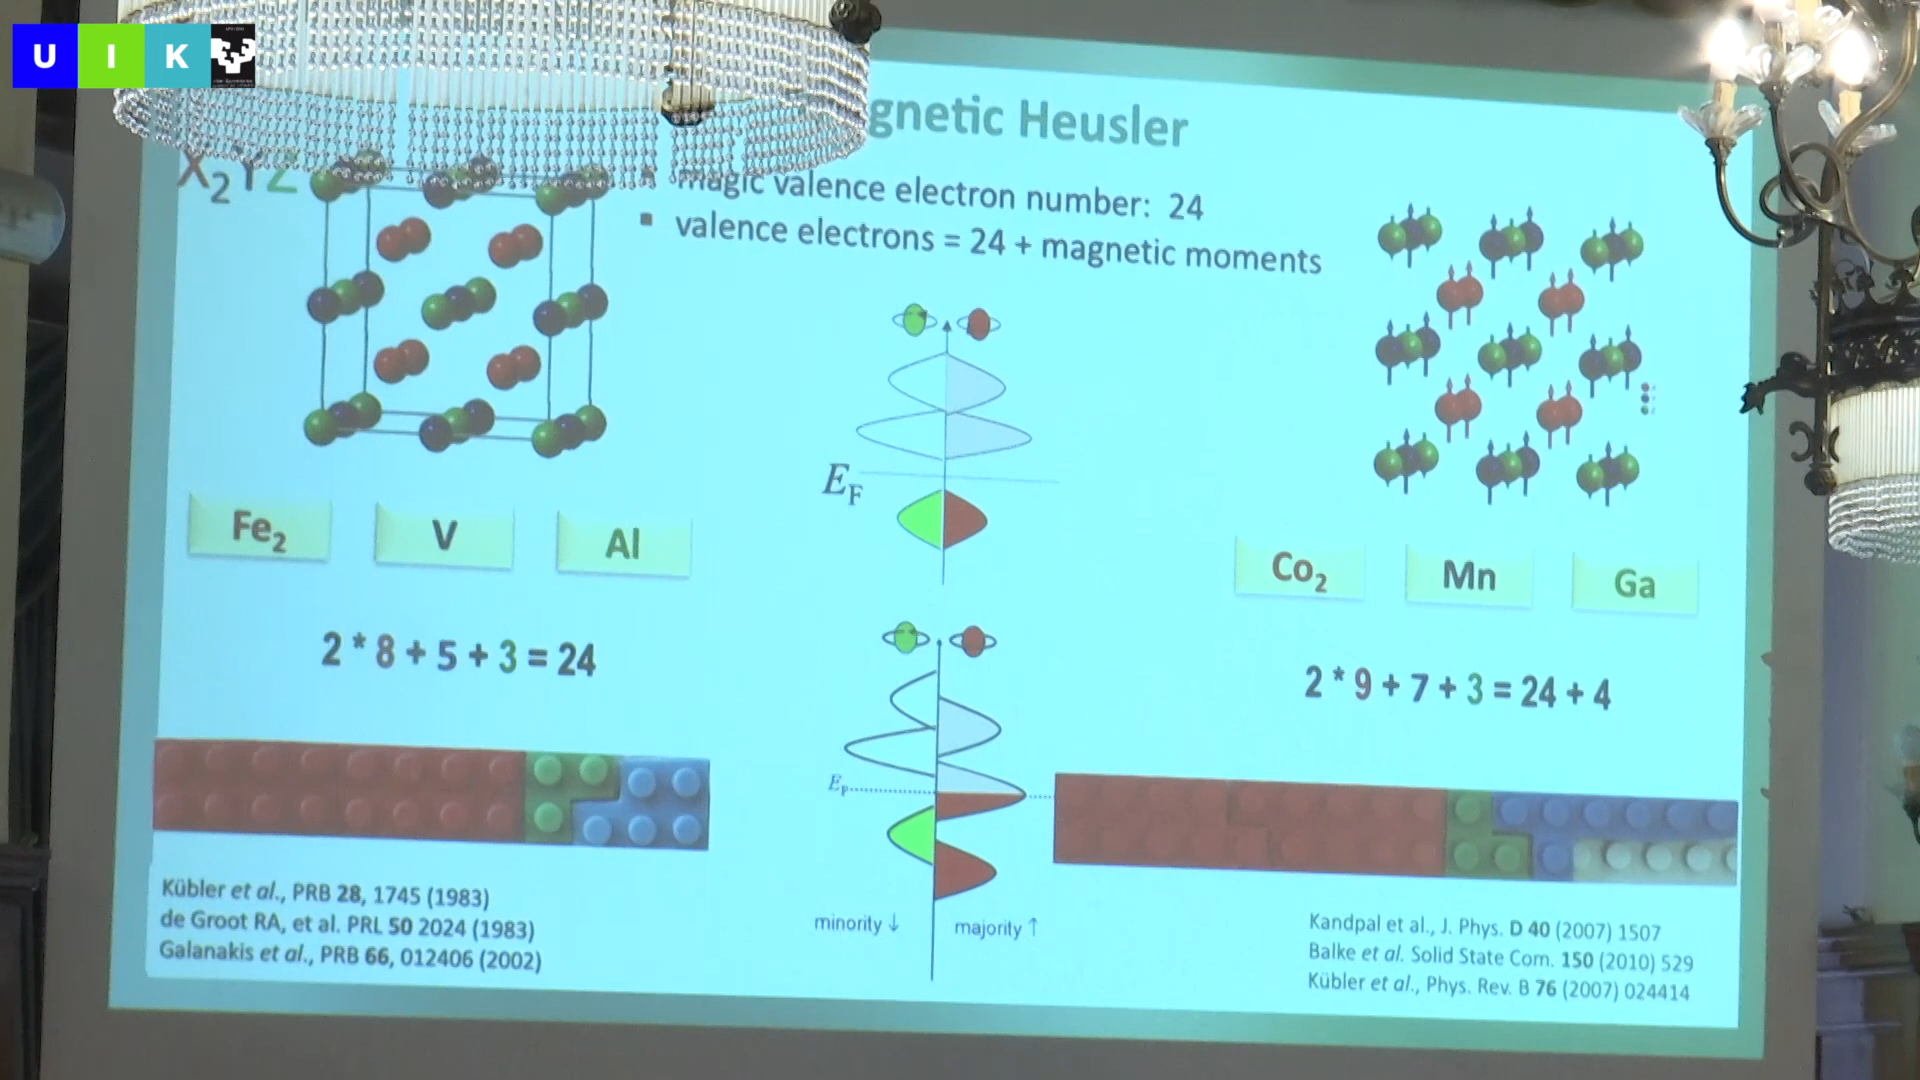 U I K
Heusler
X₂YZ
valence electron number: 24
▪ valence electrons = 24 + magnetic moments
E_F
Fe₂ V Al
Co₂ Mn Ga
2 * 8 + 5 + 3 = 24
2 * 9 + 7 + 3 = 24 + 4
E_F
minority ↓ majority ↑
Kübler et al., PRB 28, 1745 (1983)
de Groot RA, et al. PRL 50 2024 (1983)
Galanakis et al., PRB 66, 012406 (2002)
Kandpal et al., J. Phys. D 40 (2007) 1507
Balke et al. Solid State Com. 150 (2010) 529
Kübler et al., Phys. Rev. B 76 (2007) 024414